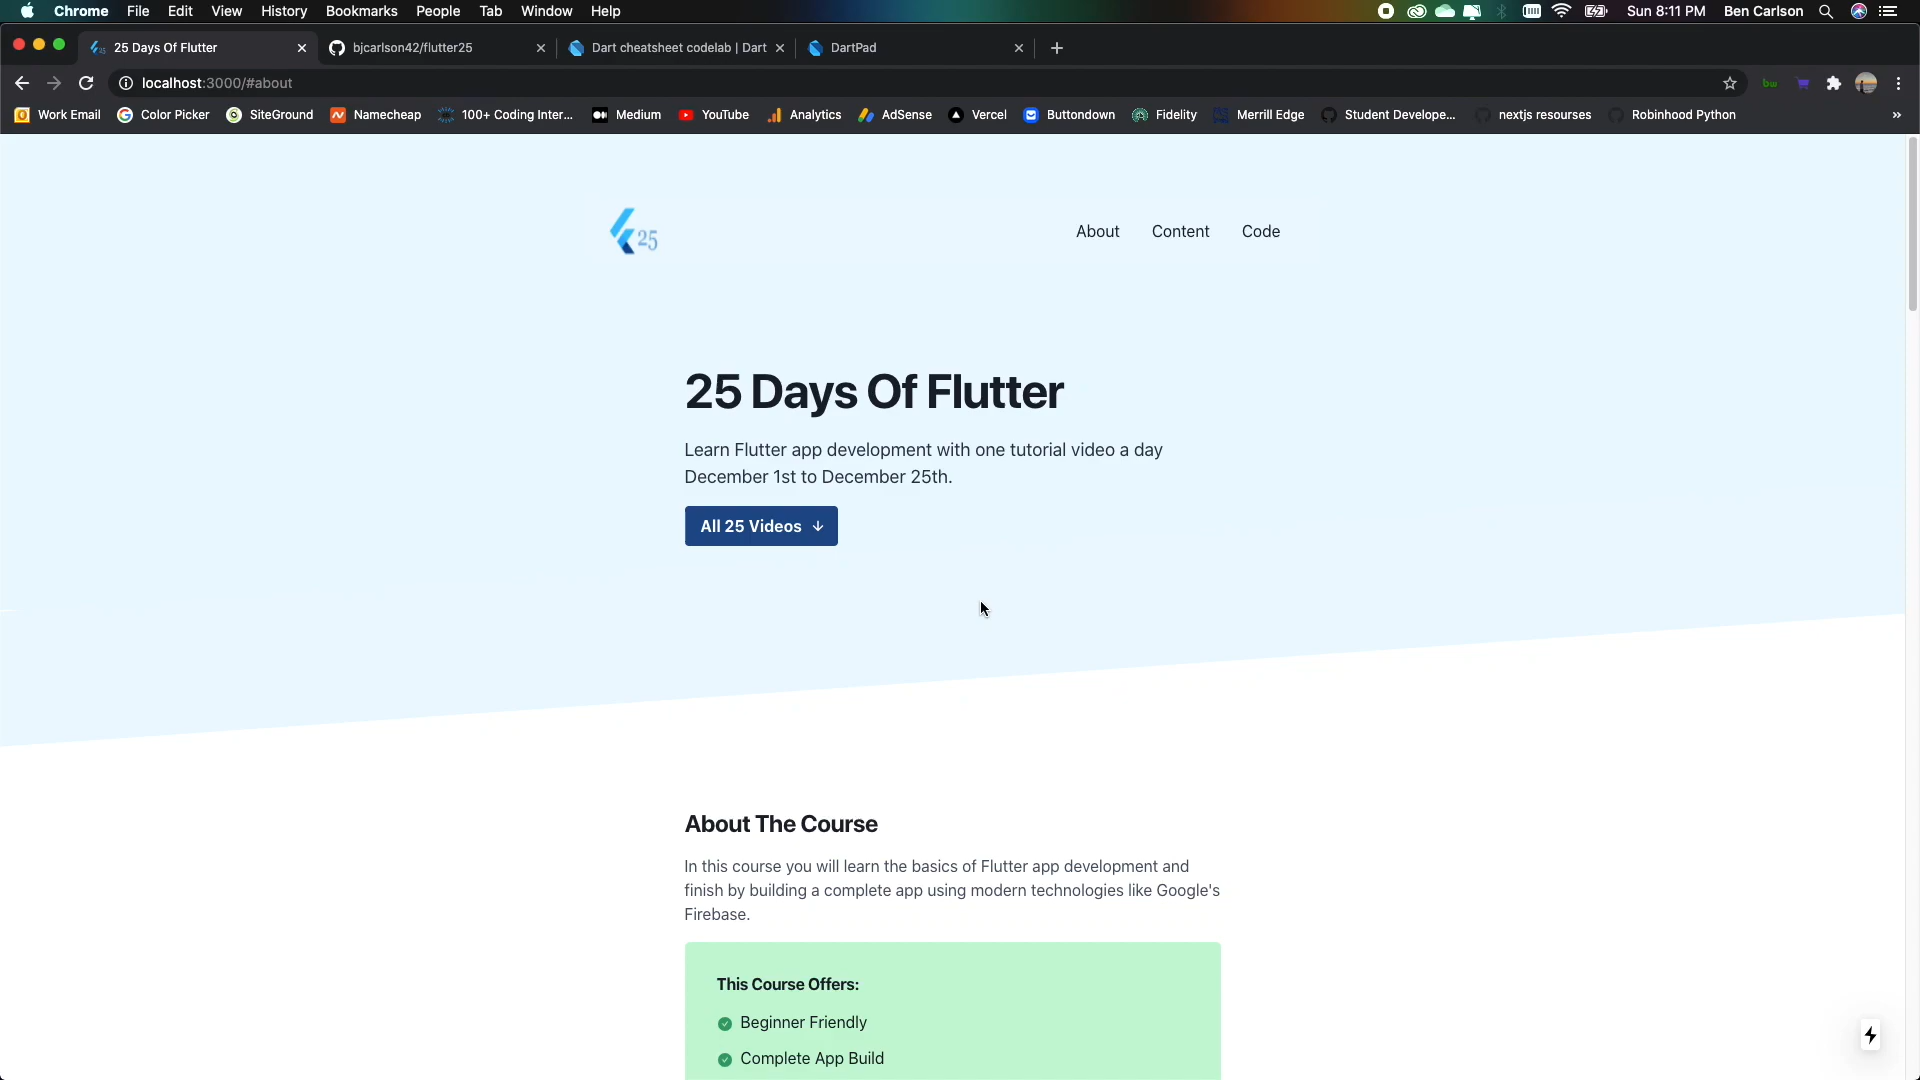 Chrome File Edit View History Bookmarks People Tab Window Help Sun 8:11 PM Ben Carlson
25 Days Of Flutter bjcarlson42/flutter25 Dart cheatsheet codelab | Dart DartPad
localhost:3000/#about bw
Work Email Color Picker SiteGround Namecheap 100+ Coding Inter... Medium YouTube Analytics AdSense Vercel Buttondown Fidelity Merrill Edge Student Develope... nextjs resourses Robinhood Python »
25 About Content Code
25 Days Of Flutter
Learn Flutter app development with one tutorial video a day
December 1st to December 25th.
All 25 Videos ↓
About The Course
In this course you will learn the basics of Flutter app development and
finish by building a complete app using modern technologies like Google's
Firebase.
This Course Offers:
Beginner Friendly
Complete App Build